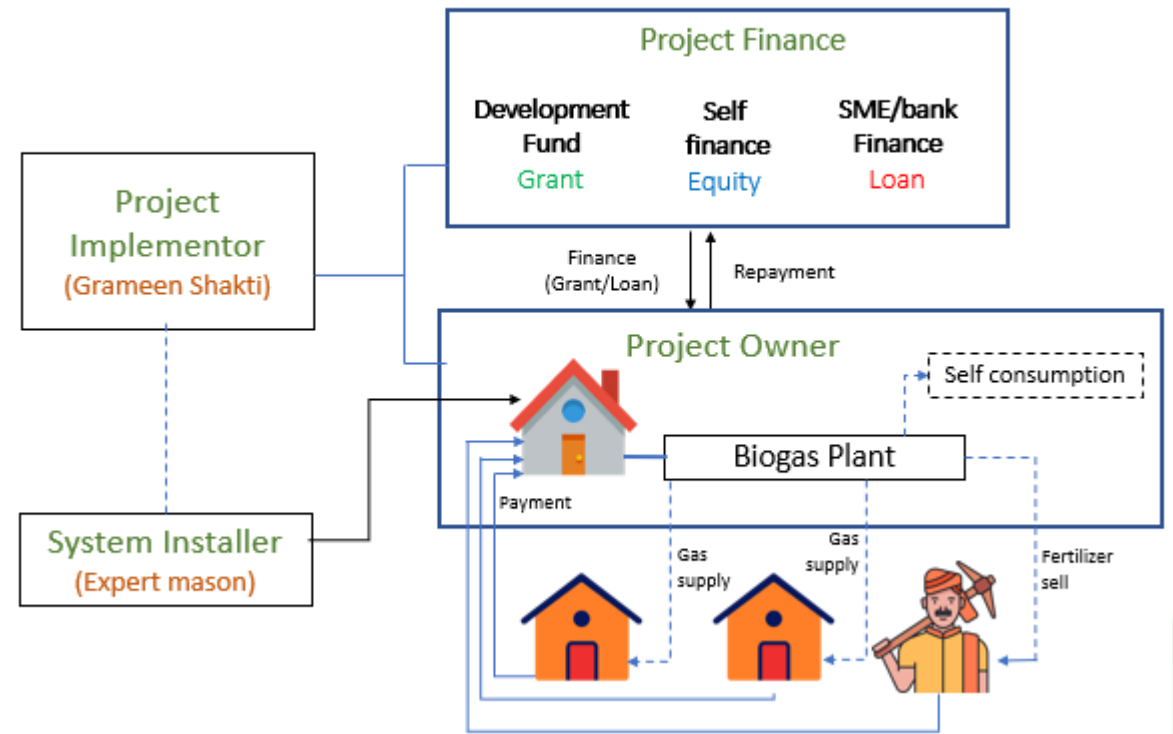 Project Finance
Development
Fund
Grant
Self
finance
Equity
SME/bank
Finance
Loan
Project
Implementor
(Grameen Shakti)
Finance
(Grant/Loan)
Repayment
Project Owner
Self consumption
Biogas Plant
Payment
System Installer
(Expert mason)
Gas
supply
Gas
supply
Fertilizer
sell